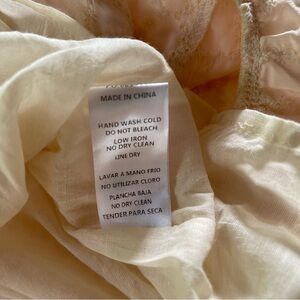 MADE IN CHINA
HAND WASH COLD
DO NOT BLEACH
LOW IRON
NO DRY CLEAN
LINE DRY
LAVAR A MANO FRIO
NO UTILIZAR CLORO
PLANCHA BAJA
NO DRY CLEAN
TENDER PARA SECA